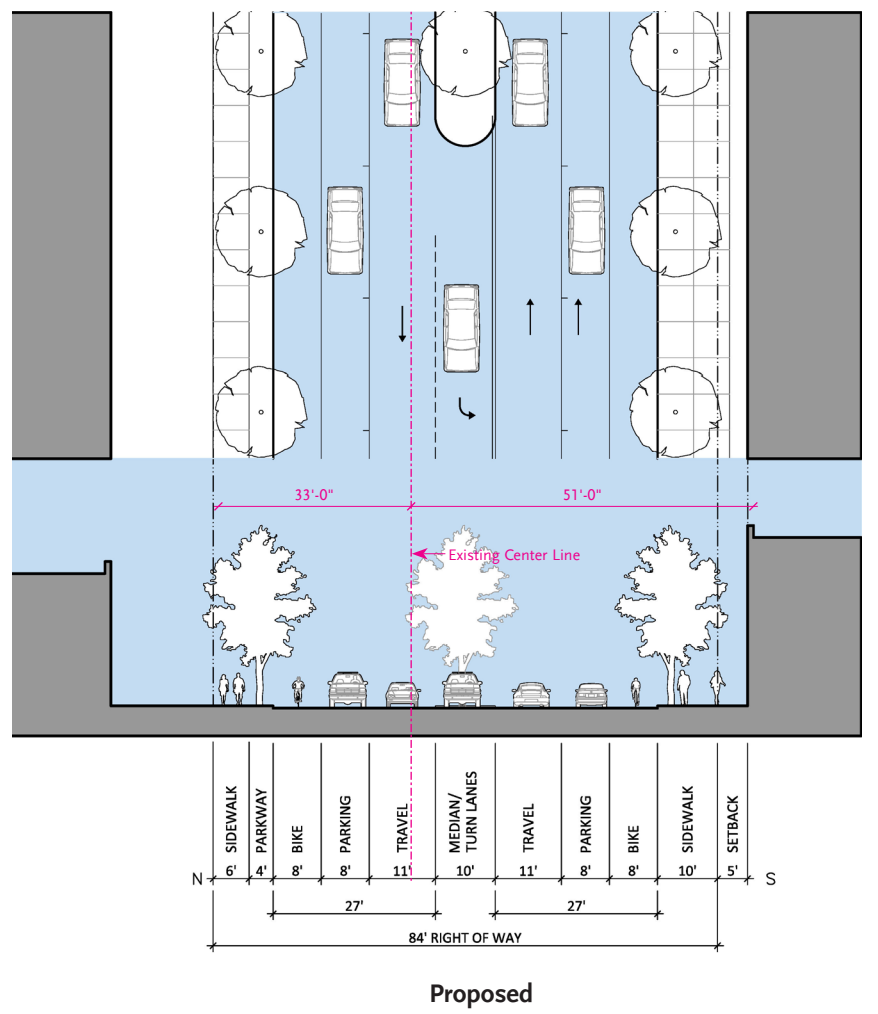 33'-0"
51'-0"
Existing Center Line
SIDEWALK
PARKWAY
BIKE
PARKING
TRAVEL
MEDIAN/
TURN LANES
TRAVEL
PARKING
BIKE
SIDEWALK
SETBACK
N 6' 4' 8' 8' 11' 10' 11' 8' 8' 10' 5' S
27' 27'
84' RIGHT OF WAY
Proposed